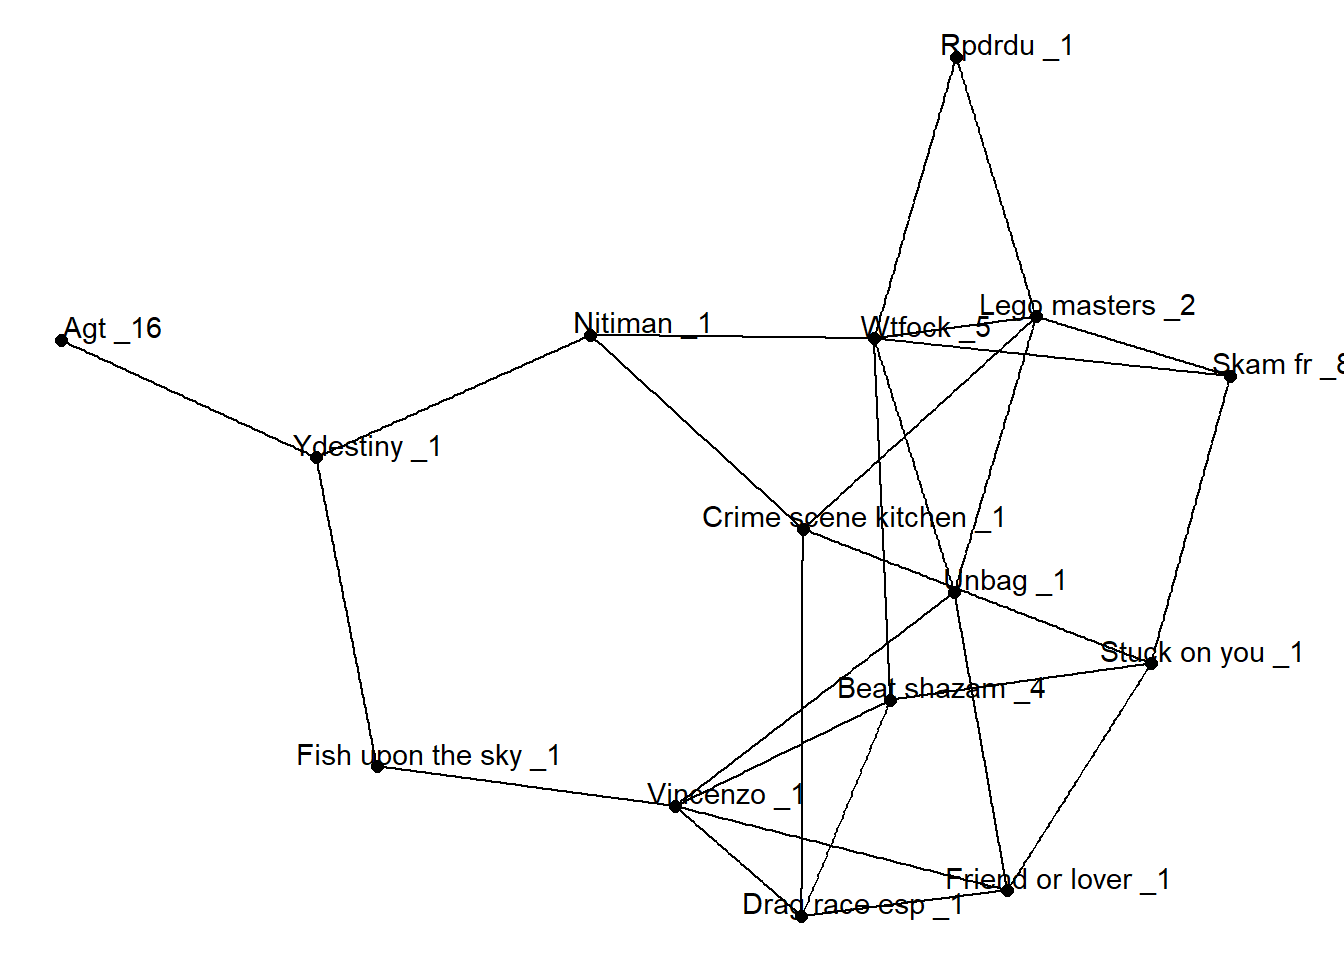 Rpdrdu _1
Lego masters _2
Agt _16
Nitiman _1
Wtfock _5
Skam fr _8
Ydestiny _1
Crime scene kitchen _1
Unbag _1
Stuck on you _1
Beat shazam _4
Fish upon the sky _1
Vincenzo _1
Friend or lover _1
Drag race esp _1